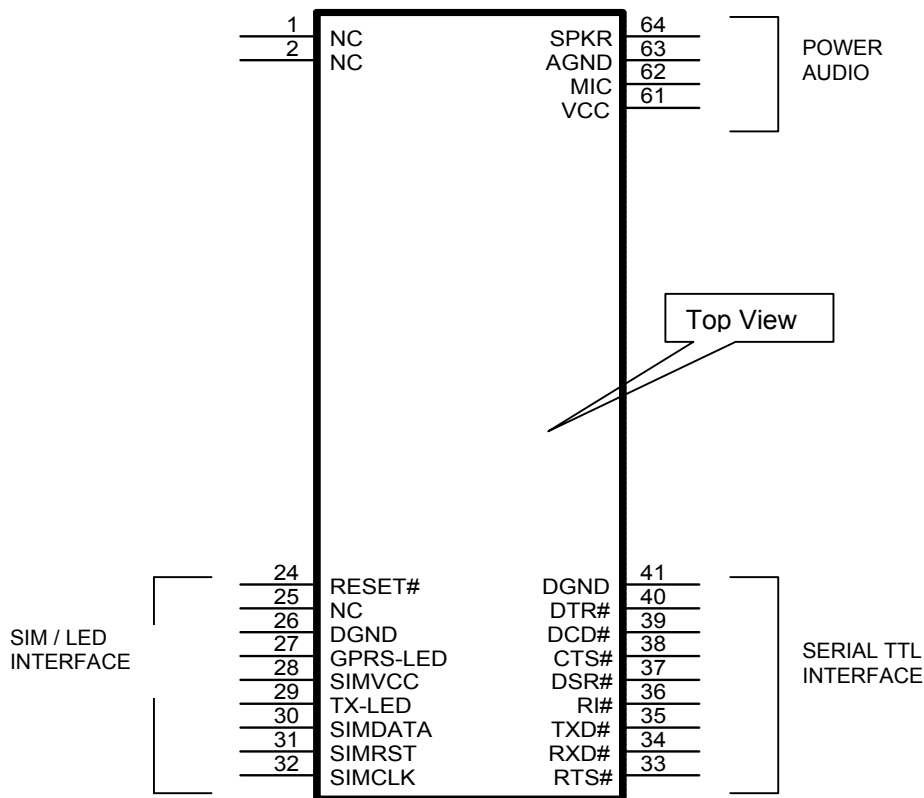 1 NC SPKR 64
2 NC AGND 63
MIC 62
VCC 61
POWER
AUDIO
Top View
24 RESET# DGND 41
25 NC DTR# 40
26 DGND DCD# 39
27 GPRS-LED CTS# 38
28 SIMVCC DSR# 37
29 TX-LED RI# 36
30 SIMDATA TXD# 35
31 SIMRST RXD# 34
32 SIMCLK RTS# 33
SIM / LED
INTERFACE
SERIAL TTL
INTERFACE